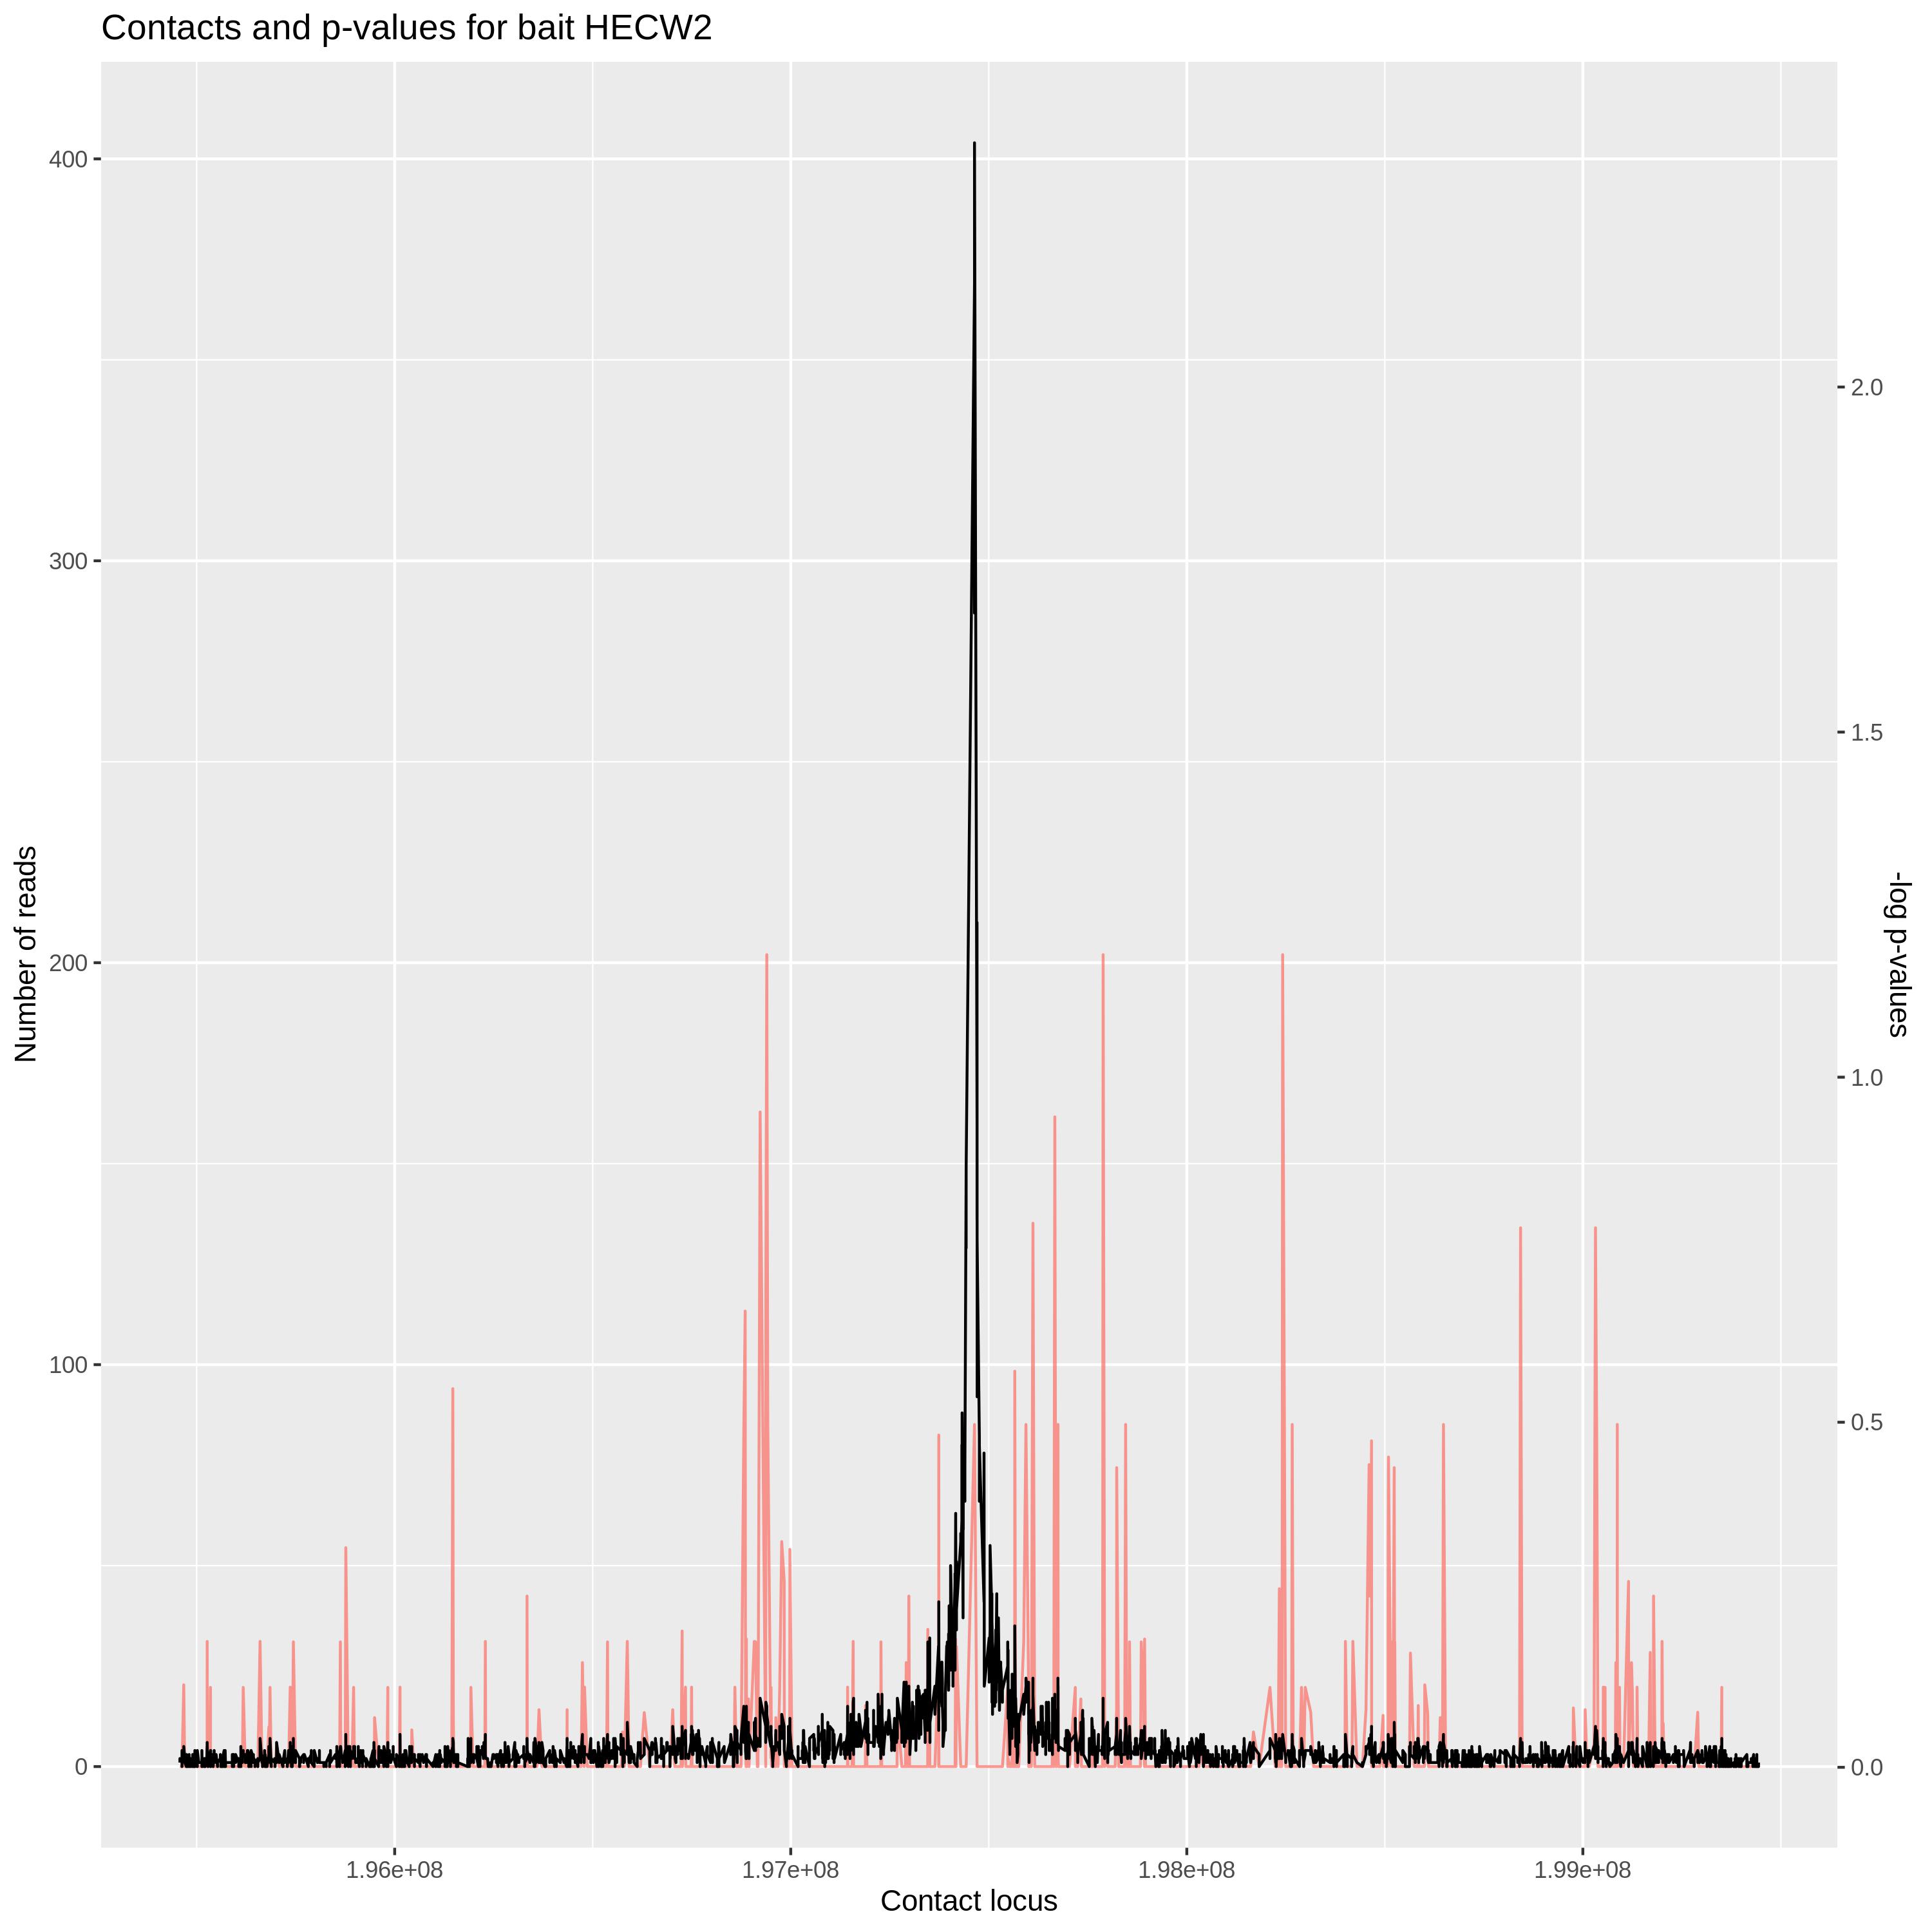 Contacts and p-values for bait HECW2
400
300
200
100
0
Number of reads
2.0
1.5
1.0
0.5
0.0
-log p-values
1.96e+08
1.97e+08
1.98e+08
1.99e+08
Contact locus